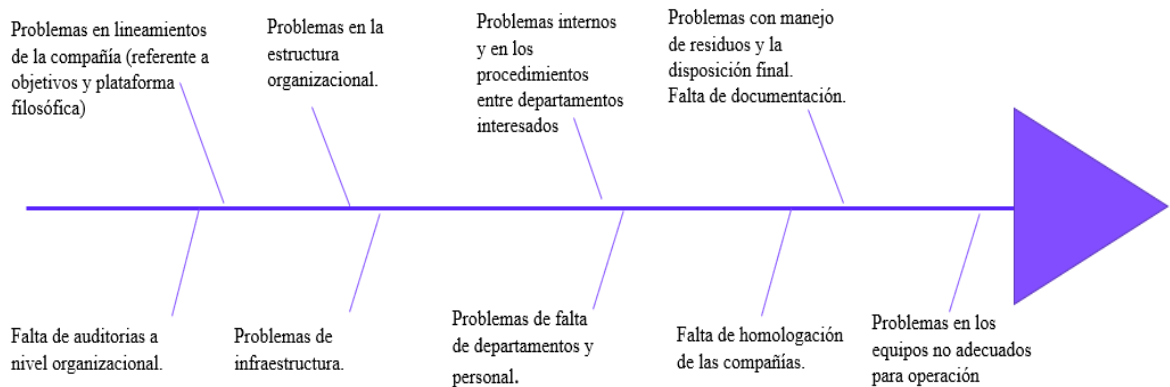 Problemas en lineamientos
de la compañía (referente a
objetivos y plataforma
filosófica)
Problemas en la
estructura
organizacional.
Problemas internos
y en los
procedimientos
entre departamentos
interesados
Problemas con manejo
de residuos y la
disposición final.
Falta de documentación.
Falta de auditorias a
nivel organizacional.
Problemas de
infraestructura.
Problemas de falta
de departamentos y
personal.
Falta de homologación
de las compañías.
Problemas en los
equipos no adecuados
para operación